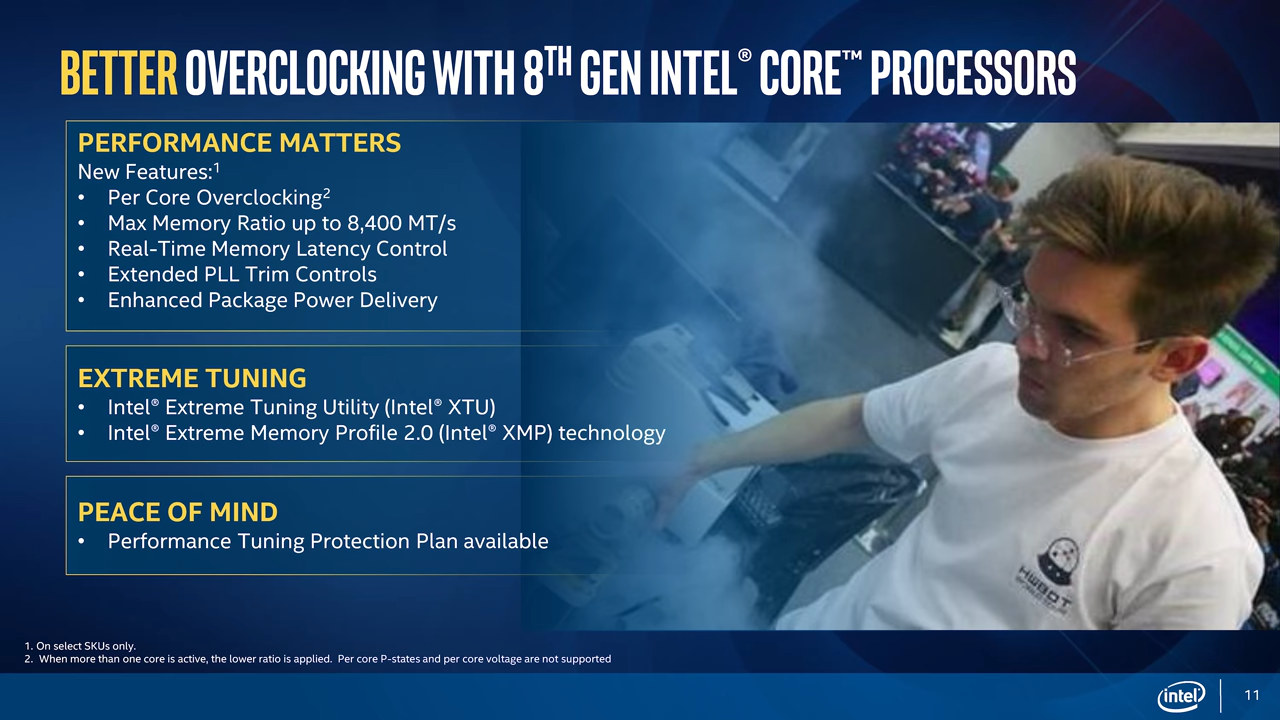 BETTER OVERCLOCKING WITH 8TH GEN INTEL® CORE™ PROCESSORS
PERFORMANCE MATTERS
New Features:1
• Per Core Overclocking2
• Max Memory Ratio up to 8,400 MT/s
• Real-Time Memory Latency Control
• Extended PLL Trim Controls
• Enhanced Package Power Delivery
EXTREME TUNING
• Intel® Extreme Tuning Utility (Intel® XTU)
• Intel® Extreme Memory Profile 2.0 (Intel® XMP) technology
PEACE OF MIND
• Performance Tuning Protection Plan available
HWBOT
WORLD TOUR
1. On select SKUs only.
2. When more than one core is active, the lower ratio is applied. Per core P-states and per core voltage are not supported
intel
11